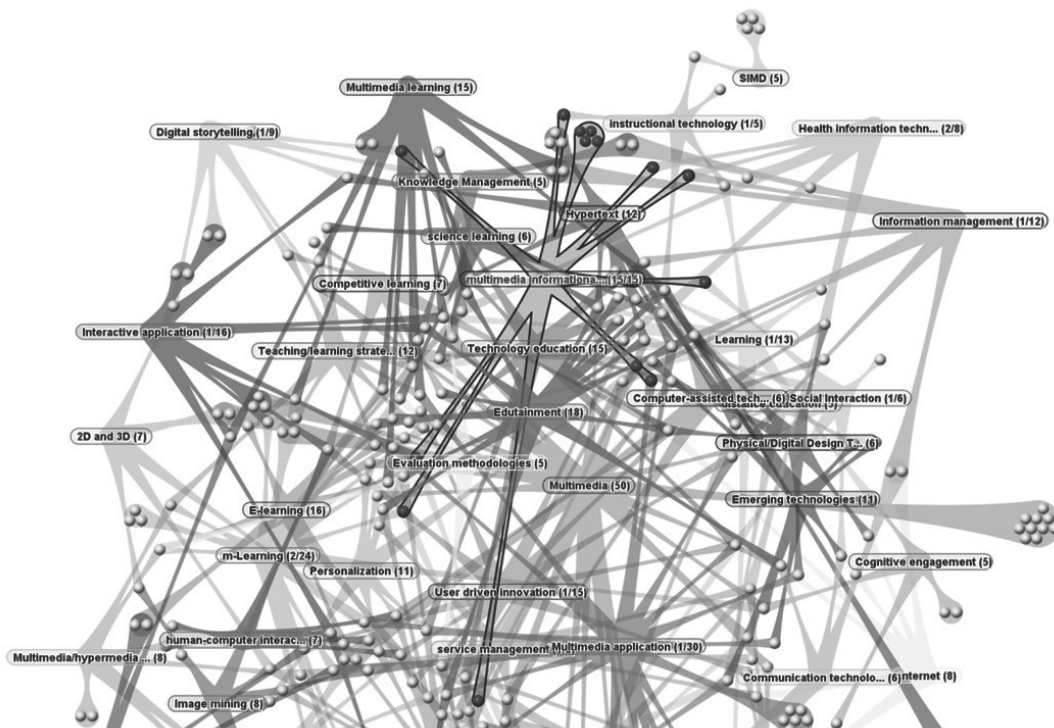 SIMD (5)
Multimedia learning (15)
instructional technology (1/5)
Health information techn... (2/8)
Digital storytelling (1/9)
Knowledge Management (5)
Hypertext (12)
Information management (1/12)
science learning (6)
multimedia informationa.... (15/15)
Competitive learning (7)
Interactive application (1/16)
Learning (1/13)
Teaching/learning strate... (12)
Technology education (15)
Computer-assisted tech... (6)
Social Interaction (1/6)
distance education (5)
Edutainment (18)
2D and 3D (7)
Physical/Digital Design T... (6)
Evaluation methodologies (5)
Multimedia (50)
Emerging technologies (11)
E-learning (16)
m-Learning (2/24)
Personalization (11)
Cognitive engagement (5)
User driven innovation (1/15)
human-computer interac... (7)
service management
Multimedia application (1/30)
Multimedia/hypermedia ... (8)
Communication technolo... (6)
nternet (8)
Image mining (8)